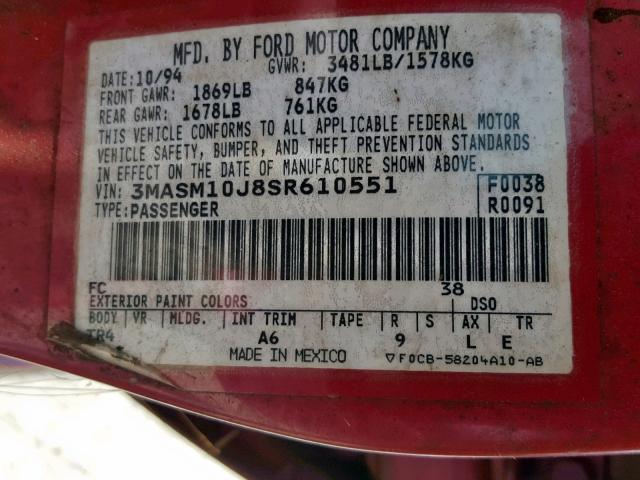 MFD. BY FORD MOTOR COMPANY
DATE: 10/94 GVWR: 3481LB/1578KG
FRONT GAWR: 1869LB 847KG
REAR GAWR: 1678LB 761KG
THIS VEHICLE CONFORMS TO ALL APPLICABLE FEDERAL MOTOR
VEHICLE SAFETY, BUMPER, AND THEFT PREVENTION STANDARDS
IN EFFECT ON THE DATE OF MANUFACTURE SHOWN ABOVE.
VIN: 3MASM10J8SR610551 F0038
TYPE: PASSENGER R0091
FC 38
EXTERIOR PAINT COLORS DSO
BODY VR MLDG. INT TRIM TAPE R S AX TR
TR4 A6 9 L E
MADE IN MEXICO ▽F0CB-58204A10-AB